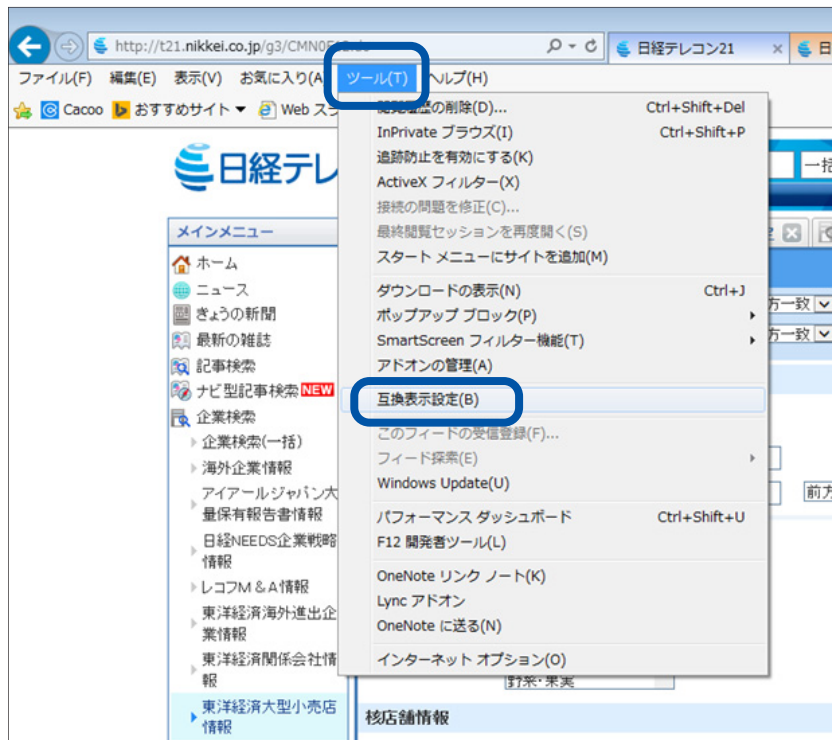 http://t21.nikkei.co.jp/g3/CMN0F12.do
日経テレコン21
日
ファイル(F) 編集(E) 表示(V) お気に入り(A) ツール(T) ヘルプ(H)
Cacoo おすすめサイト Web ス
閲覧履歴の削除(D)... Ctrl+Shift+Del
InPrivate ブラウズ(I) Ctrl+Shift+P
追跡防止を有効にする(K)
ActiveX フィルター(X)
接続の問題を修正(C)...
最終閲覧セッションを再度開く(S)
スタート メニューにサイトを追加(M)
ダウンロードの表示(N) Ctrl+J
ポップアップ ブロック(P)
SmartScreen フィルター機能(T)
アドオンの管理(A)
互換表示設定(B)
このフィードの受信登録(F)...
フィード探索(E)
Windows Update(U)
パフォーマンス ダッシュボード Ctrl+Shift+U
F12 開発者ツール(L)
OneNote リンク ノート(K)
Lync アドオン
OneNote に送る(N)
インターネット オプション(O)
日経テレ
一括
メインメニュー
ホーム
ニュース
きょうの新聞
最新の雑誌
記事検索
ナビ型記事検索 NEW
企業検索
企業検索(一括)
海外企業情報
アイアールジャパン大
量保有報告書情報
日経NEEDS企業戦略
情報
レコフM&A情報
東洋経済海外進出企
業情報
東洋経済関係会社情
報
東洋経済大型小売店
情報
方一致
方一致
前方
野菜・果実
核店舗情報